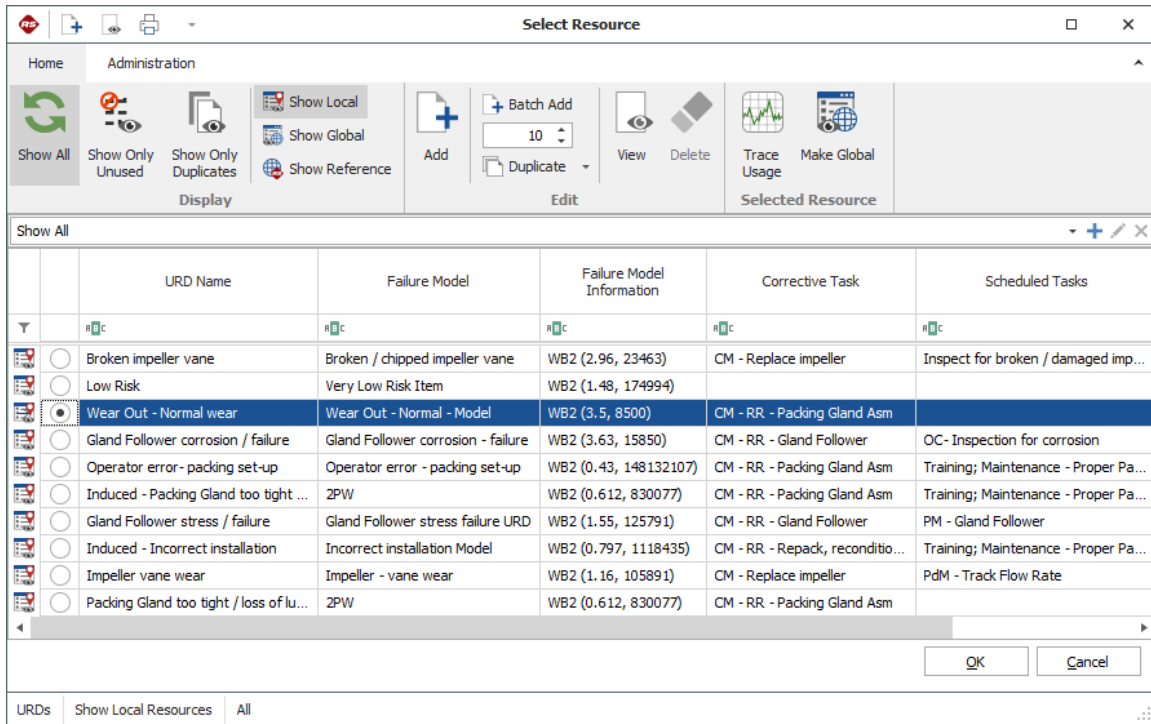 RS
Select Resource
Home Administration
Show All
Show Only Unused
Show Only Duplicates
Show Local
Show Global
Show Reference
Display
Add
Batch Add
10
Duplicate
View
Delete
Edit
Trace Usage
Make Global
Selected Resource
Show All
URD Name Failure Model Failure Model Information Corrective Task Scheduled Tasks
ABC ABC ABC ABC ABC
Broken impeller vane Broken / chipped impeller vane WB2 (2.96, 23463) CM - Replace impeller Inspect for broken / damaged imp...
Low Risk Very Low Risk Item WB2 (1.48, 174994)
Wear Out - Normal wear Wear Out - Normal - Model WB2 (3.5, 8500) CM - RR - Packing Gland Asm
Gland Follower corrosion / failure Gland Follower corrosion - failure WB2 (3.63, 15850) CM - RR - Gland Follower OC- Inspection for corrosion
Operator error- packing set-up Operator error - packing set-up WB2 (0.43, 148132107) CM - RR - Packing Gland Asm Training; Maintenance - Proper Pa...
Induced - Packing Gland too tight ... 2PW WB2 (0.612, 830077) CM - RR - Packing Gland Asm Training; Maintenance - Proper Pa...
Gland Follower stress / failure Gland Follower stress failure URD WB2 (1.55, 125791) CM - RR - Gland Follower PM - Gland Follower
Induced - Incorrect installation Incorrect installation Model WB2 (0.797, 1118435) CM - RR - Repack, reconditio... Training; Maintenance - Proper Pa...
Impeller vane wear Impeller - vane wear WB2 (1.16, 105891) CM - Replace impeller PdM - Track Flow Rate
Packing Gland too tight / loss of lu... 2PW WB2 (0.612, 830077) CM - RR - Packing Gland Asm
OK Cancel
URDs Show Local Resources All